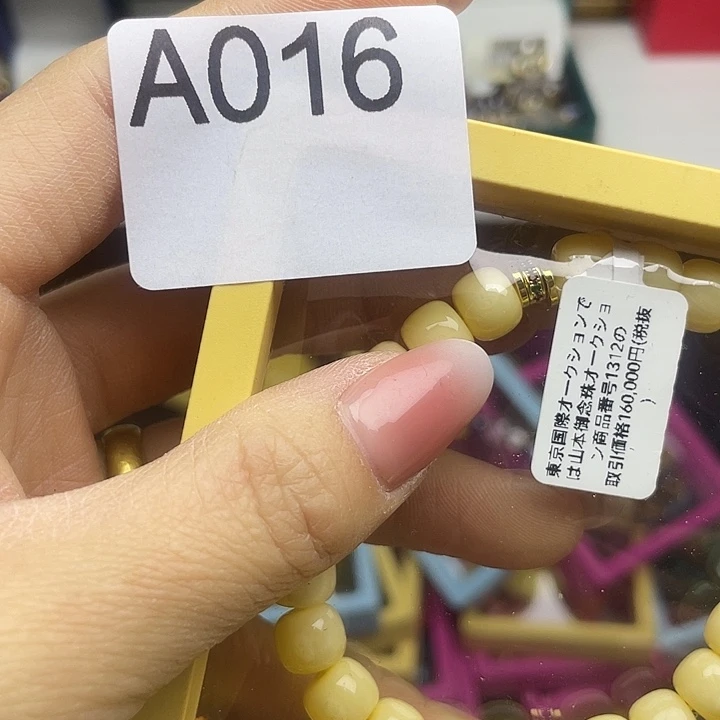 A016
東京国際オークションで
は山本御念珠オークショ
ン商品番号1312の
取引価格160,000円(税抜
)